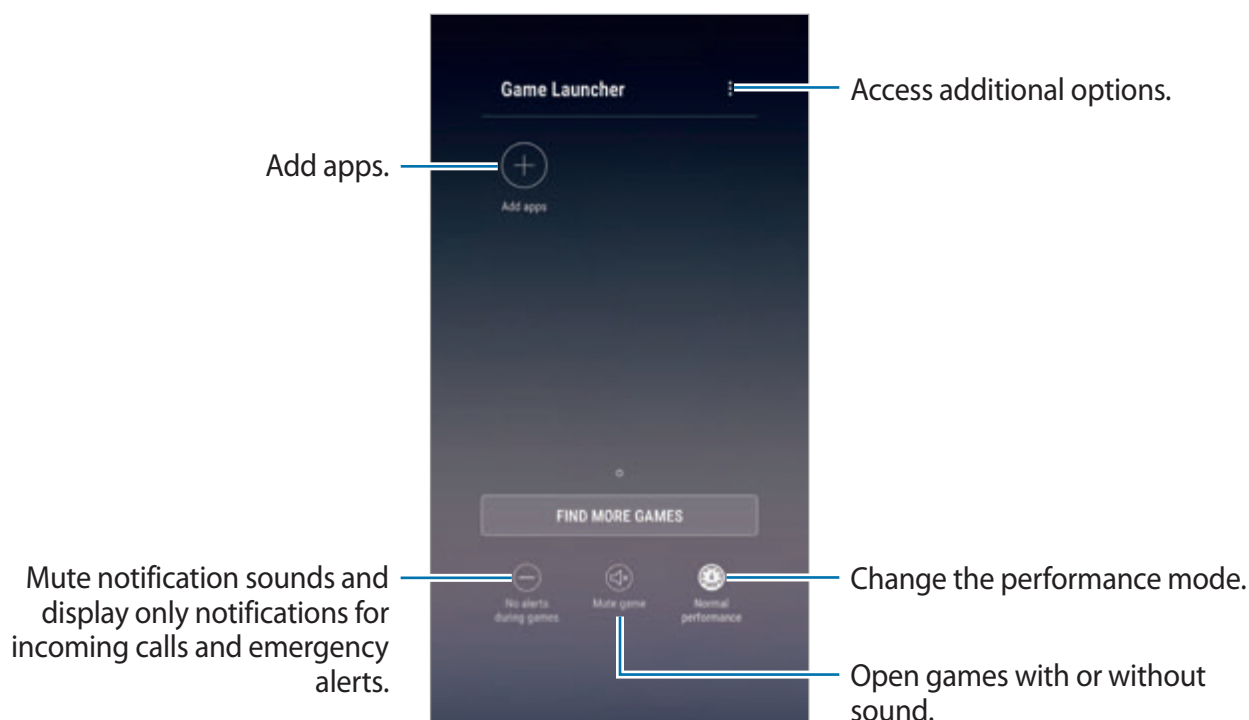 Game Launcher
Access additional options.
Add apps.
Add apps
FIND MORE GAMES
Mute notification sounds and
display only notifications for
incoming calls and emergency
alerts.
No alerts
during games
Mute game
Normal
performance
Change the performance mode.
Open games with or without
sound.